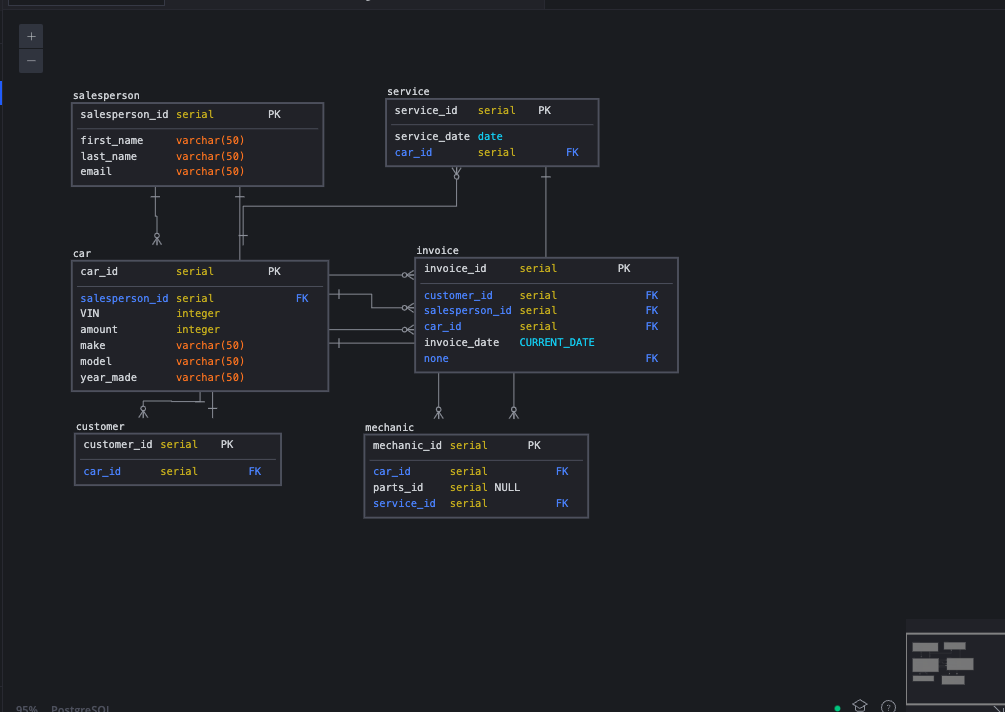 +
−
salesperson
salesperson_id serial PK
first_name varchar(50)
last_name varchar(50)
email varchar(50)
service
service_id serial PK
service_date date
car_id serial FK
car
car_id serial PK
salesperson_id serial FK
VIN integer
amount integer
make varchar(50)
model varchar(50)
year_made varchar(50)
invoice
invoice_id serial PK
customer_id serial FK
salesperson_id serial FK
car_id serial FK
invoice_date CURRENT_DATE
none FK
customer
customer_id serial PK
car_id serial FK
mechanic
mechanic_id serial PK
car_id serial FK
parts_id serial NULL
service_id serial FK
95% PostgreSQL
?